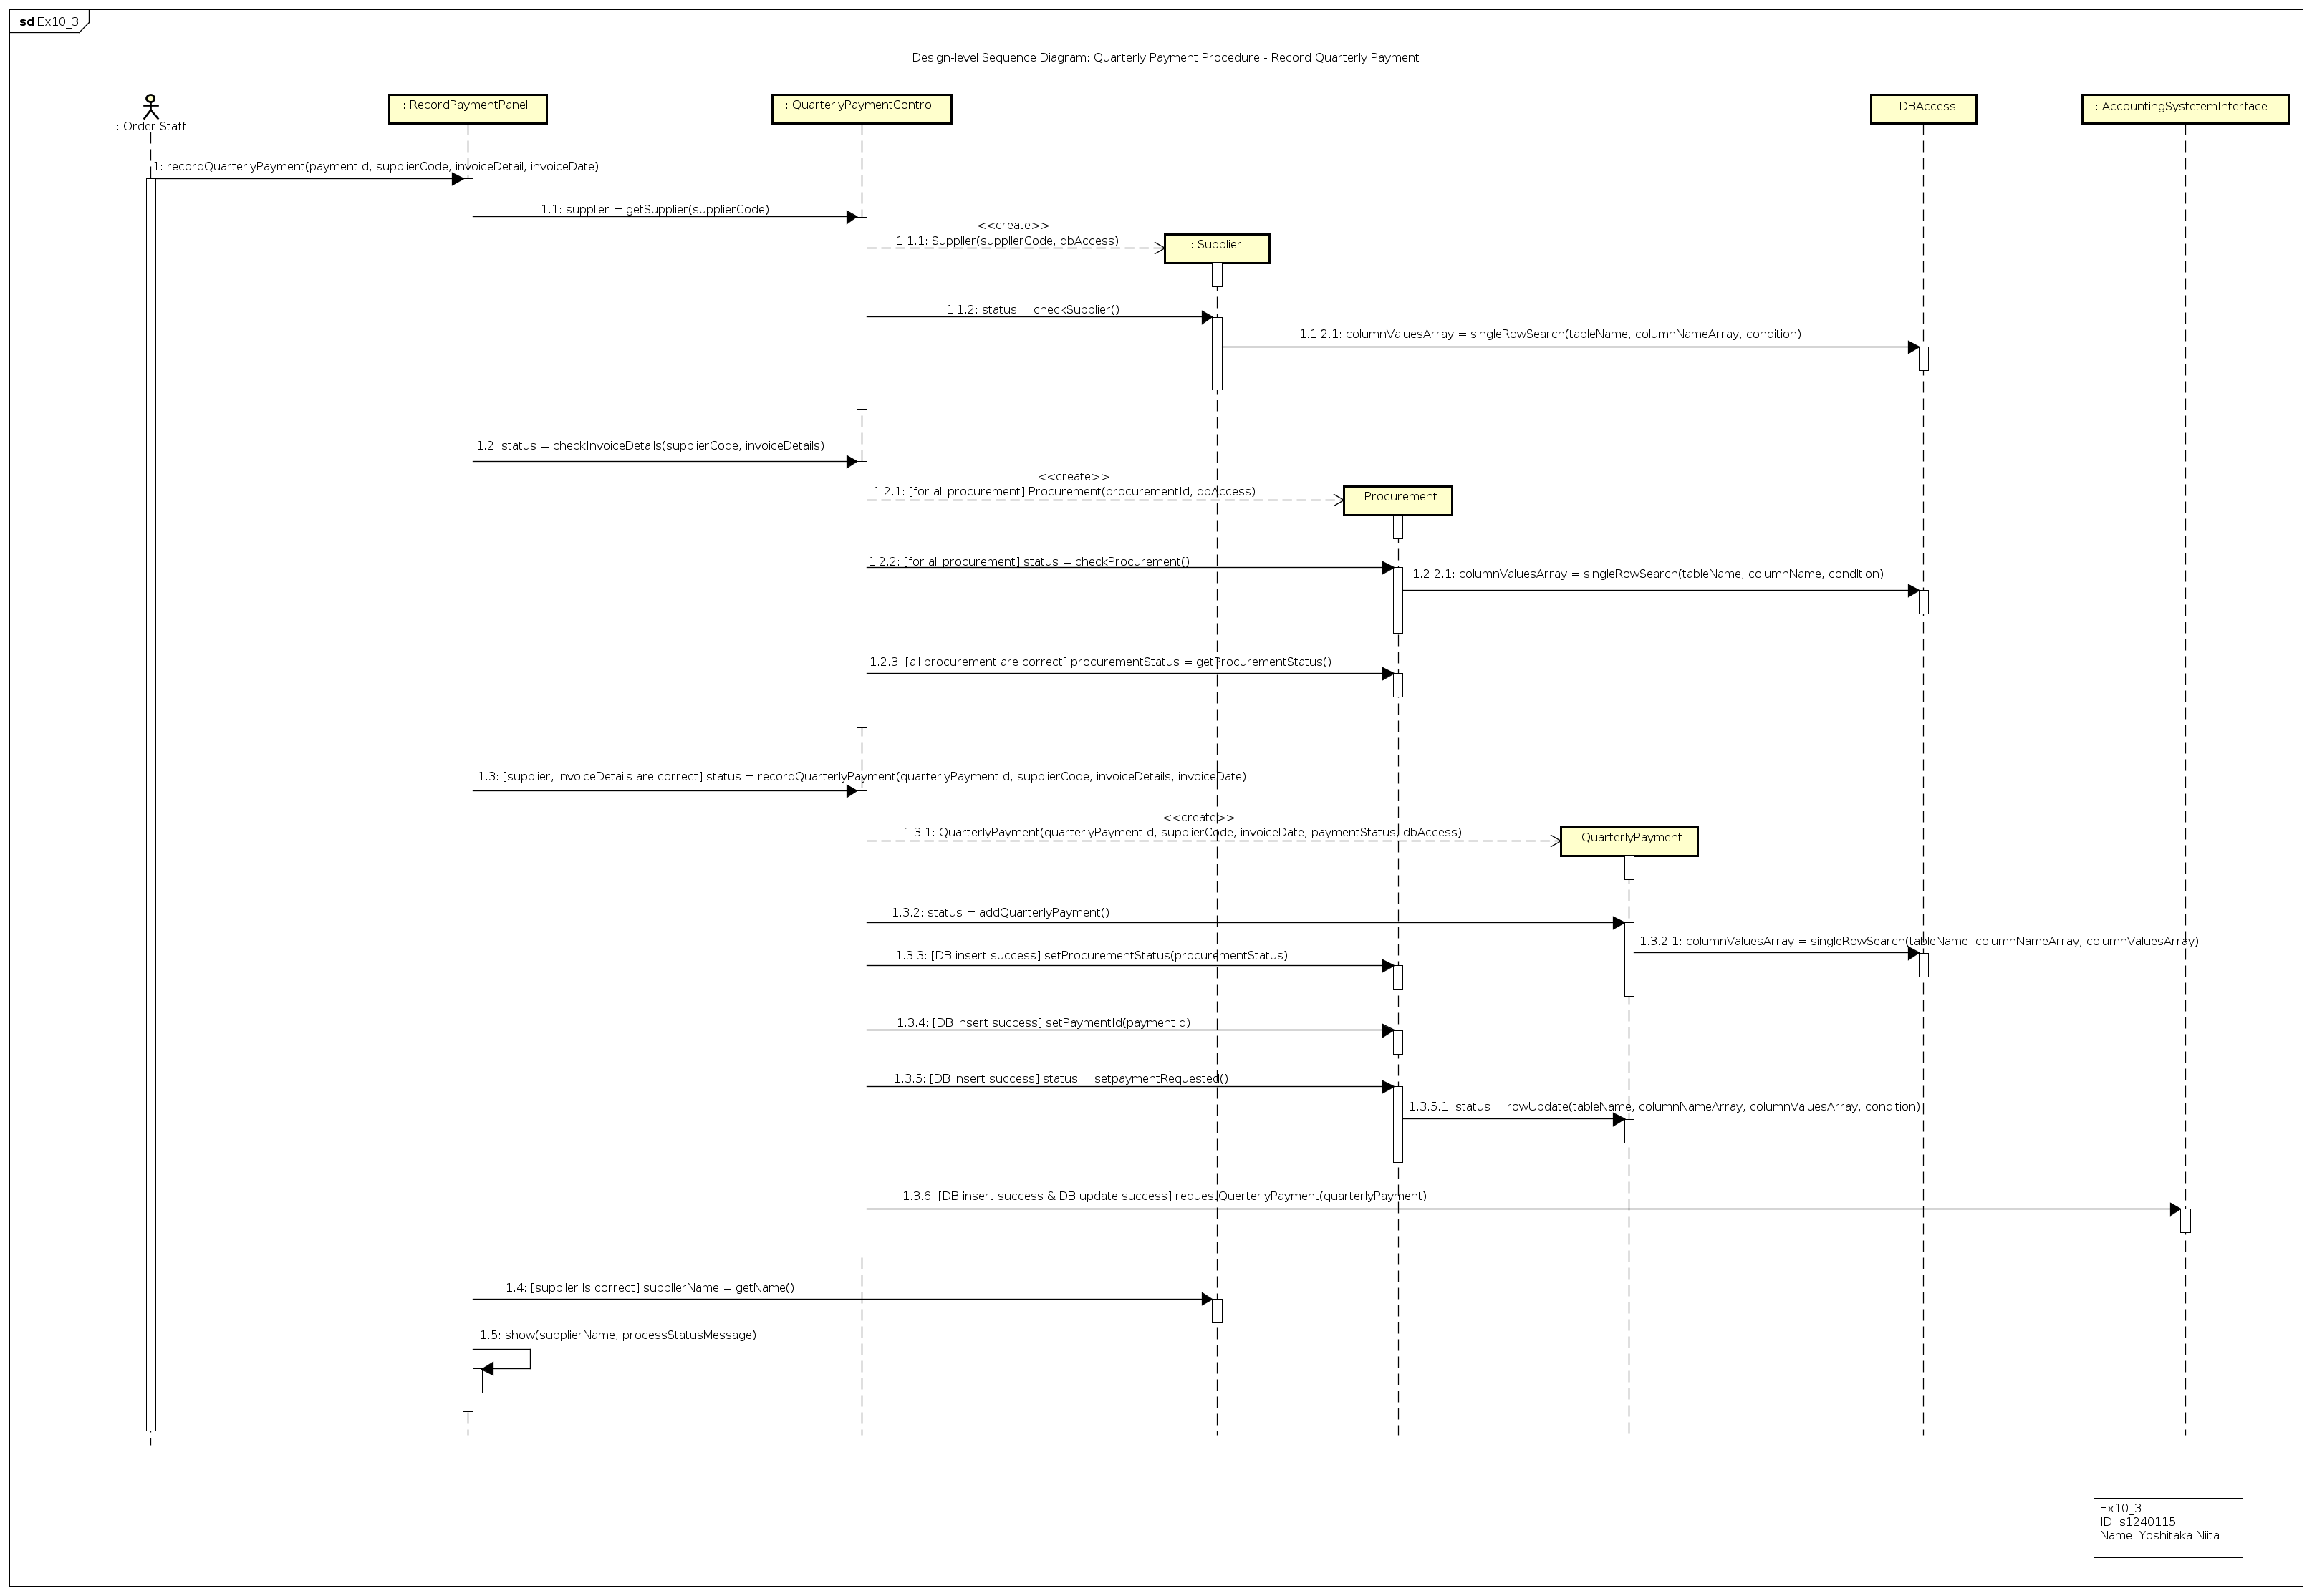 sd Ex10_3
Design-level Sequence Diagram: Quarterly Payment Procedure - Record Quarterly Payment
: Order Staff
: RecordPaymentPanel
: QuarterlyPaymentControl
: DBAccess
: AccountingSystetemInterface
1: recordQuarterlyPayment(paymentId, supplierCode, invoiceDetail, invoiceDate)
1.1: supplier = getSupplier(supplierCode)
<<create>>
1.1.1: Supplier(supplierCode, dbAccess)
: Supplier
1.1.2: status = checkSupplier()
1.1.2.1: columnValuesArray = singleRowSearch(tableName, columnNameArray, condition)
1.2: status = checkInvoiceDetails(supplierCode, invoiceDetails)
<<create>>
1.2.1: [for all procurement] Procurement(procurementId, dbAccess)
: Procurement
1.2.2: [for all procurement] status = checkProcurement()
1.2.2.1: columnValuesArray = singleRowSearch(tableName, columnName, condition)
1.2.3: [all procurement are correct] procurementStatus = getProcurementStatus()
1.3: [supplier, invoiceDetails are correct] status = recordQuarterlyPayment(quarterlyPaymentId, supplierCode, invoiceDetails, invoiceDate)
<<create>>
1.3.1: QuarterlyPayment(quarterlyPaymentId, supplierCode, invoiceDate, paymentStatus, dbAccess)
: QuarterlyPayment
1.3.2: status = addQuarterlyPayment()
1.3.2.1: columnValuesArray = singleRowSearch(tableName. columnNameArray, columnValuesArray)
1.3.3: [DB insert success] setProcurementStatus(procurementStatus)
1.3.4: [DB insert success] setPaymentId(paymentId)
1.3.5: [DB insert success] status = setpaymentRequested()
1.3.5.1: status = rowUpdate(tableName, columnNameArray, columnValuesArray, condition)
1.3.6: [DB insert success & DB update success] requestQuerterlyPayment(quarterlyPayment)
1.4: [supplier is correct] supplierName = getName()
1.5: show(supplierName, processStatusMessage)
Ex10_3
ID: s1240115
Name: Yoshitaka Niita